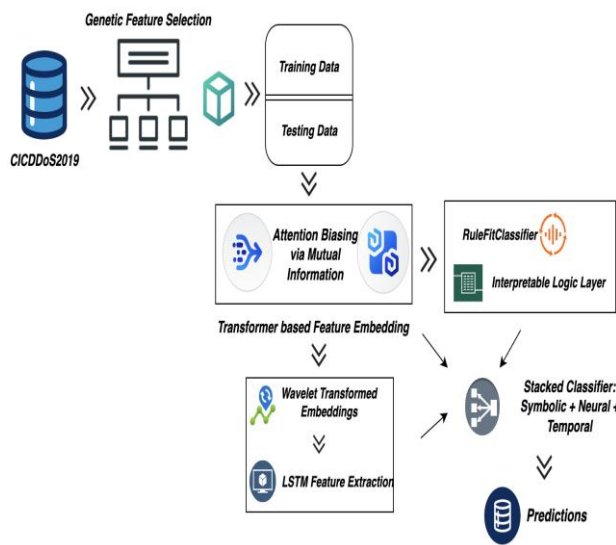 Genetic Feature Selection
CICDDoS2019
Training Data
Testing Data
Attention Biasing
via Mutual
Information
RuleFitClassifier
Interpretable Logic Layer
Transformer based Feature Embedding
Wavelet Transformed
Embeddings
LSTM Feature Extraction
Stacked Classifier:
Symbolic + Neural +
Temporal
Predictions